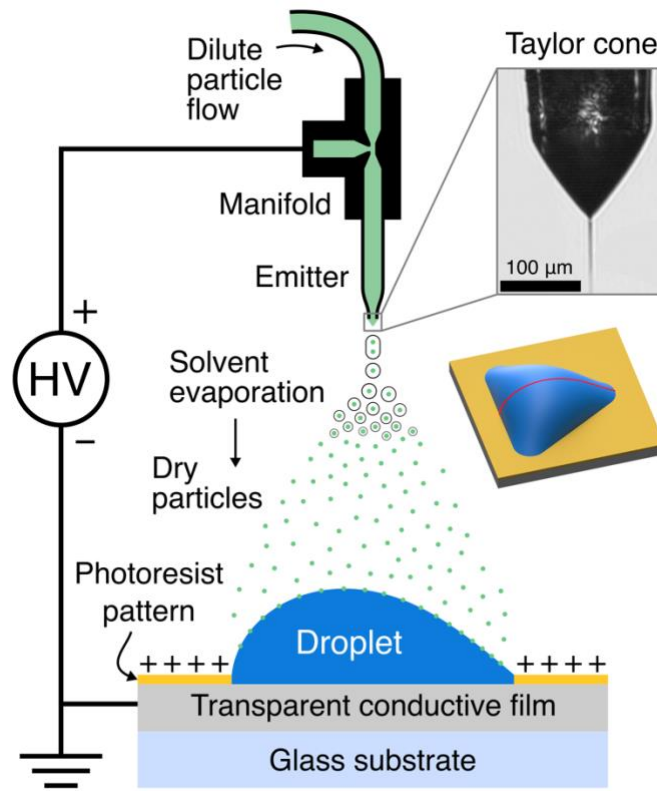 Dilute
particle
flow
Taylor cone
Manifold
Emitter
100 µm
+
HV
−
Solvent
evaporation
Dry
particles
Photoresist
pattern
Droplet
++++
++++
Transparent conductive film
Glass substrate